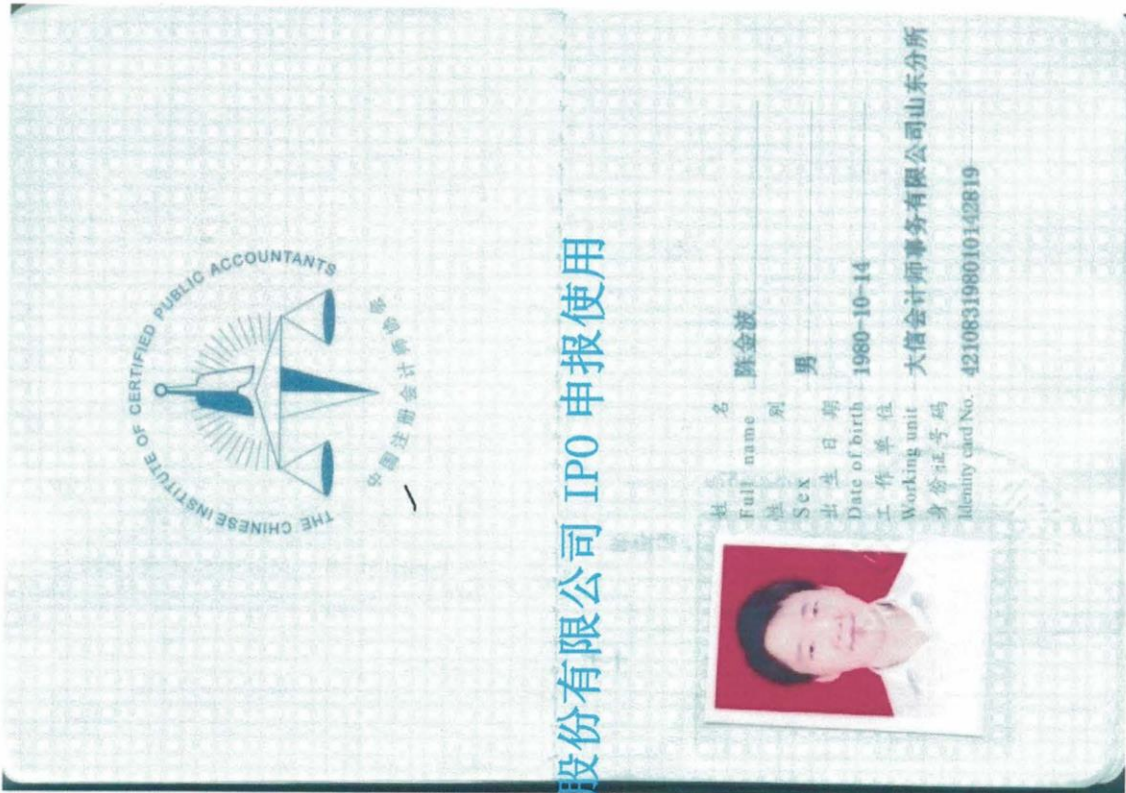 THE CHINESE INSTITUTE OF CERTIFIED PUBLIC ACCOUNTANTS
中国注册会计师协会
股份有限公司 IPO 申报使用
姓 名 陈金波
Full name
性 别
Sex 男
出 生 日 期
Date of birth 1980-10-14
工 作 单 位
Working unit 大信会计师事务有限公司山东分所
身份证号码
Identity card No. 421083198010142819